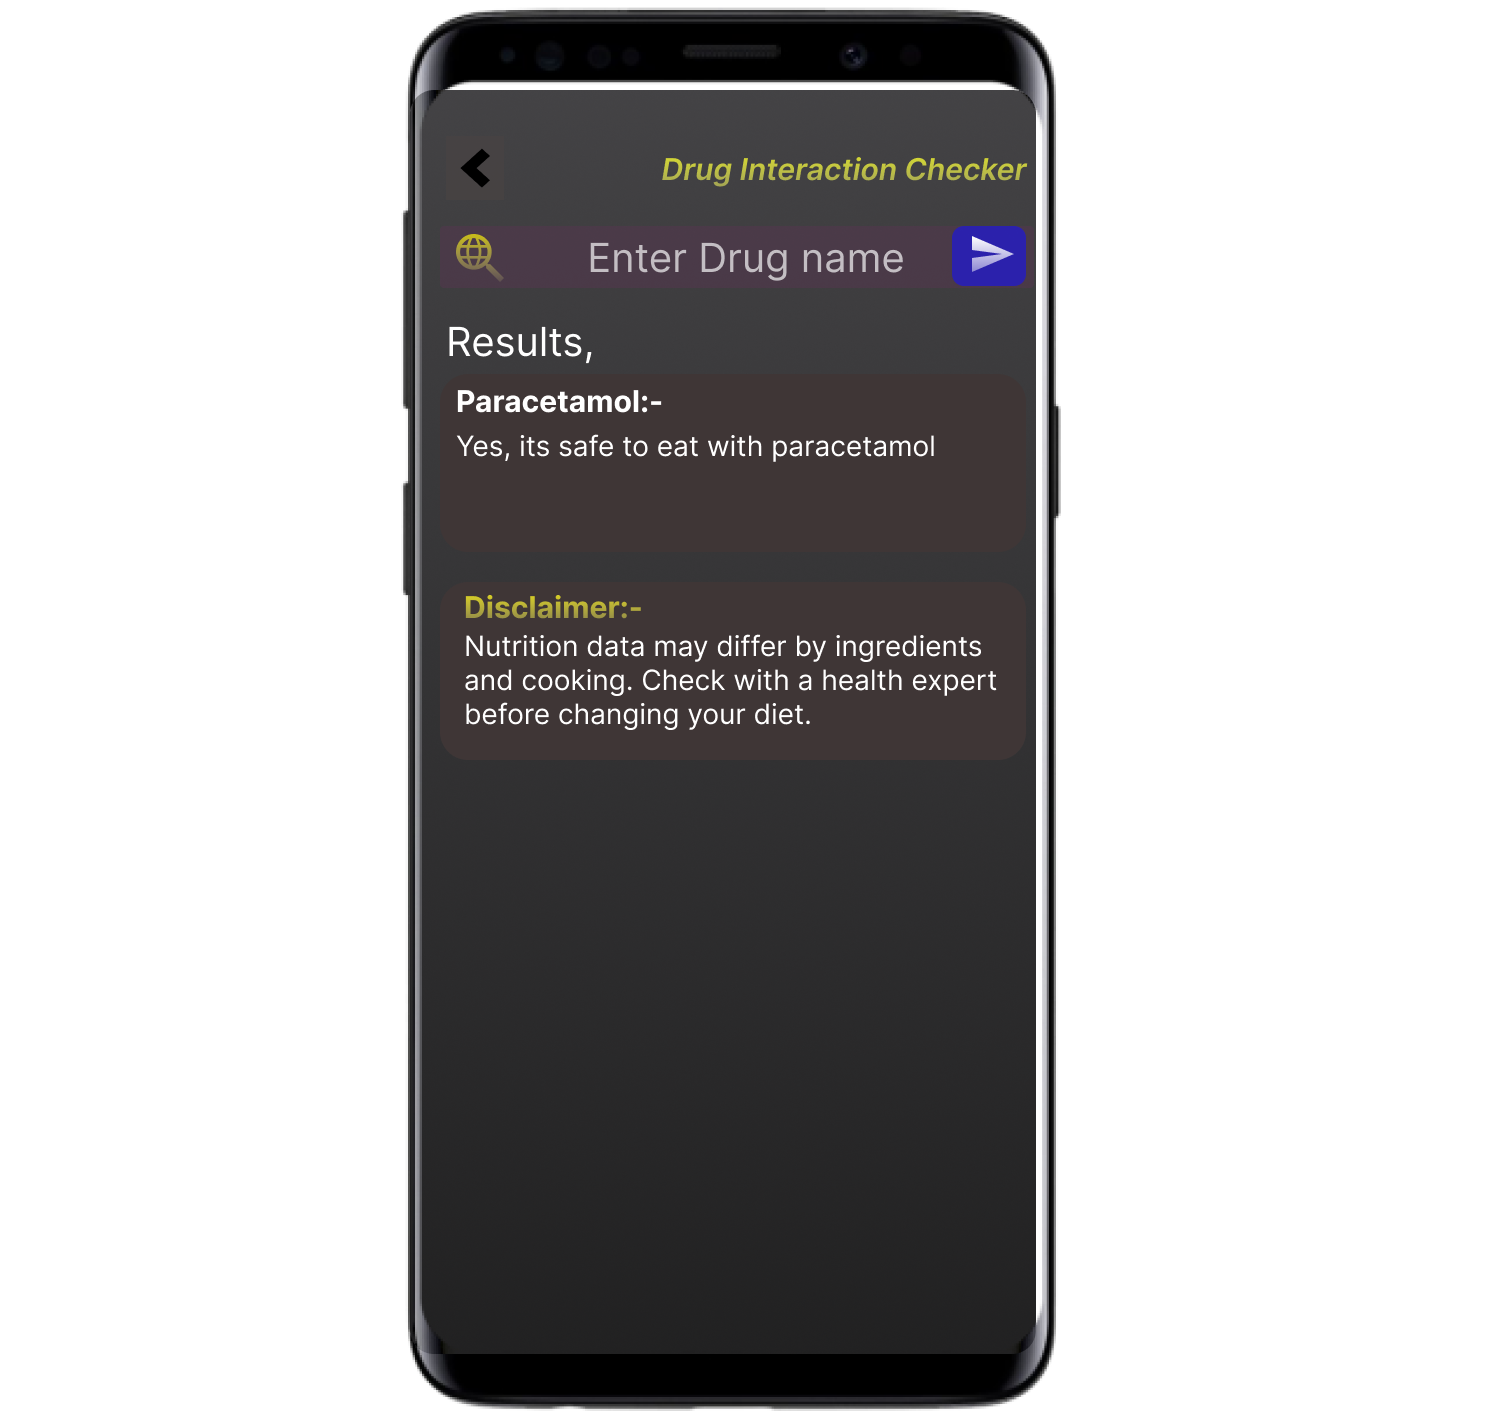 Drug Interaction Checker
Enter Drug name
Results,
Paracetamol:-
Yes, its safe to eat with paracetamol
Disclaimer:-
Nutrition data may differ by ingredients
and cooking. Check with a health expert
before changing your diet.